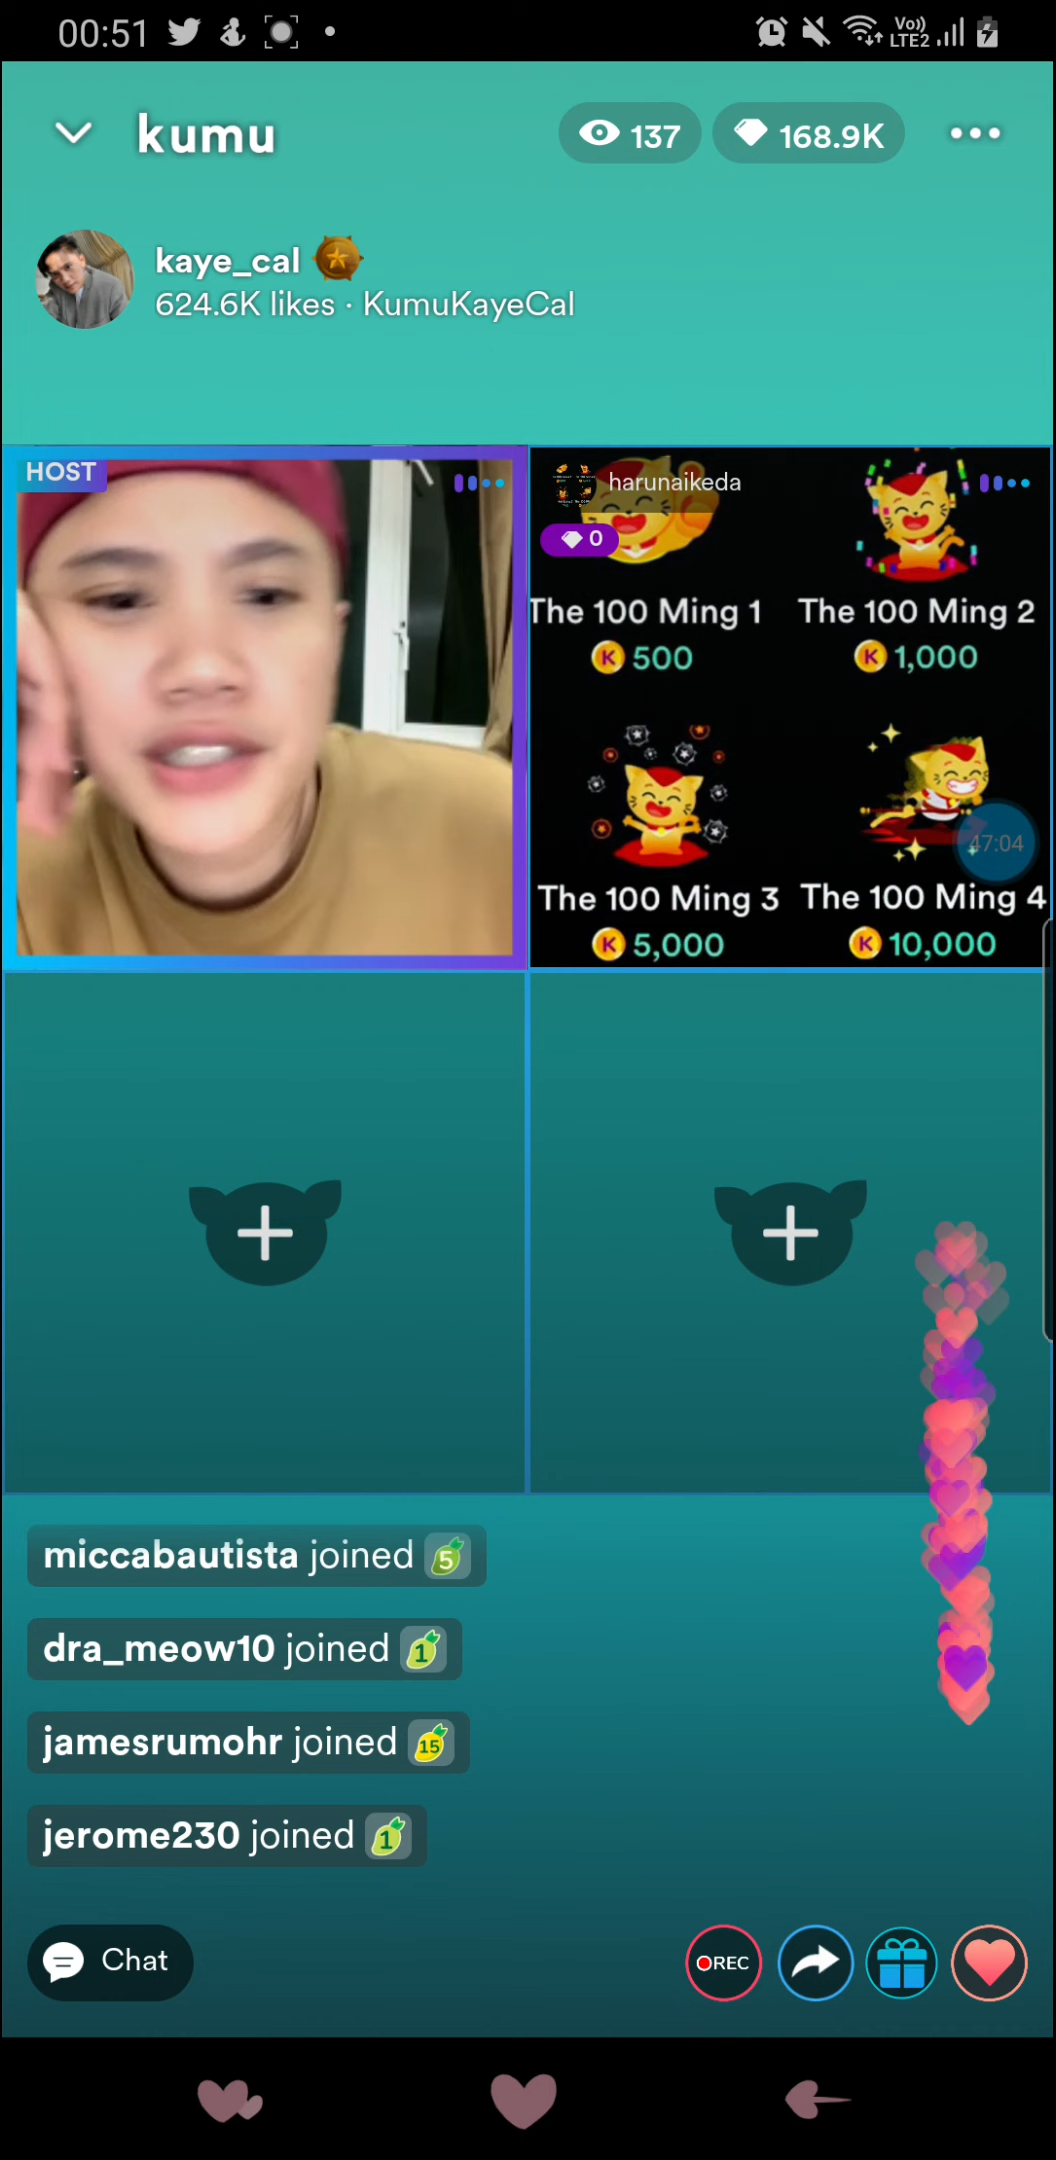 00:51
Vo))
LTE2
kumu
137
168.9K
kaye_cal
624.6K likes · KumuKayeCal
HOST
harunaikeda
0
The 100 Ming 1
The 100 Ming 2
K 500
K 1,000
47:04
The 100 Ming 3
The 100 Ming 4
K 5,000
K 10,000
miccabautista joined 5
dra_meow10 joined 1
jamesrumohr joined 15
jerome230 joined 1
Chat
REC